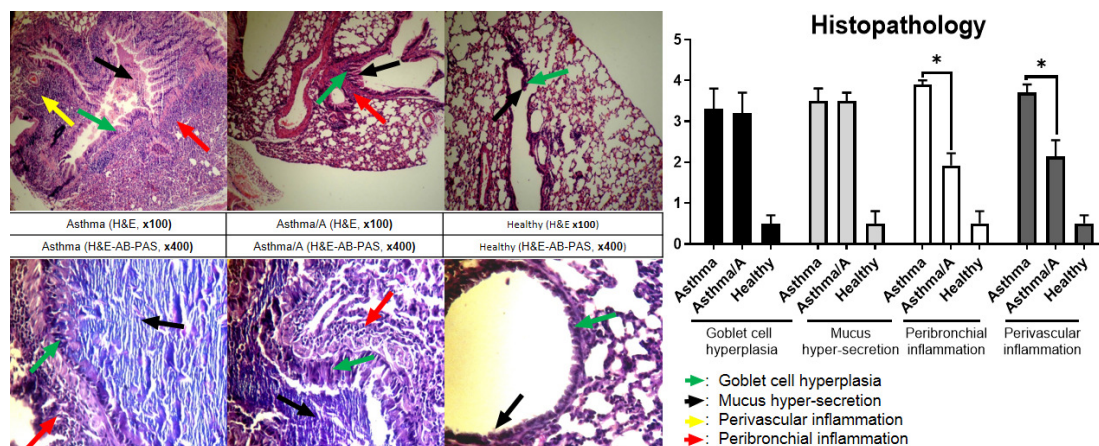 Asthma (H&E, x100)
Asthma/A (H&E, x100)
Healthy (H&E x100)
Asthma (H&E-AB-PAS, x400)
Asthma/A (H&E-AB-PAS, x400)
Healthy (H&E-AB-PAS, x400)
Histopathology
5
4
3
2
1
0
*
*
Asthma
Asthma/A
Healthy
Asthma
Asthma/A
Healthy
Asthma
Asthma/A
Healthy
Asthma
Asthma/A
Healthy
Goblet cell
hyperplasia
Mucus
hyper-secretion
Peribronchial
inflammation
Perivascular
inflammation
: Goblet cell hyperplasia
: Mucus hyper-secretion
: Perivascular inflammation
: Peribronchial inflammation